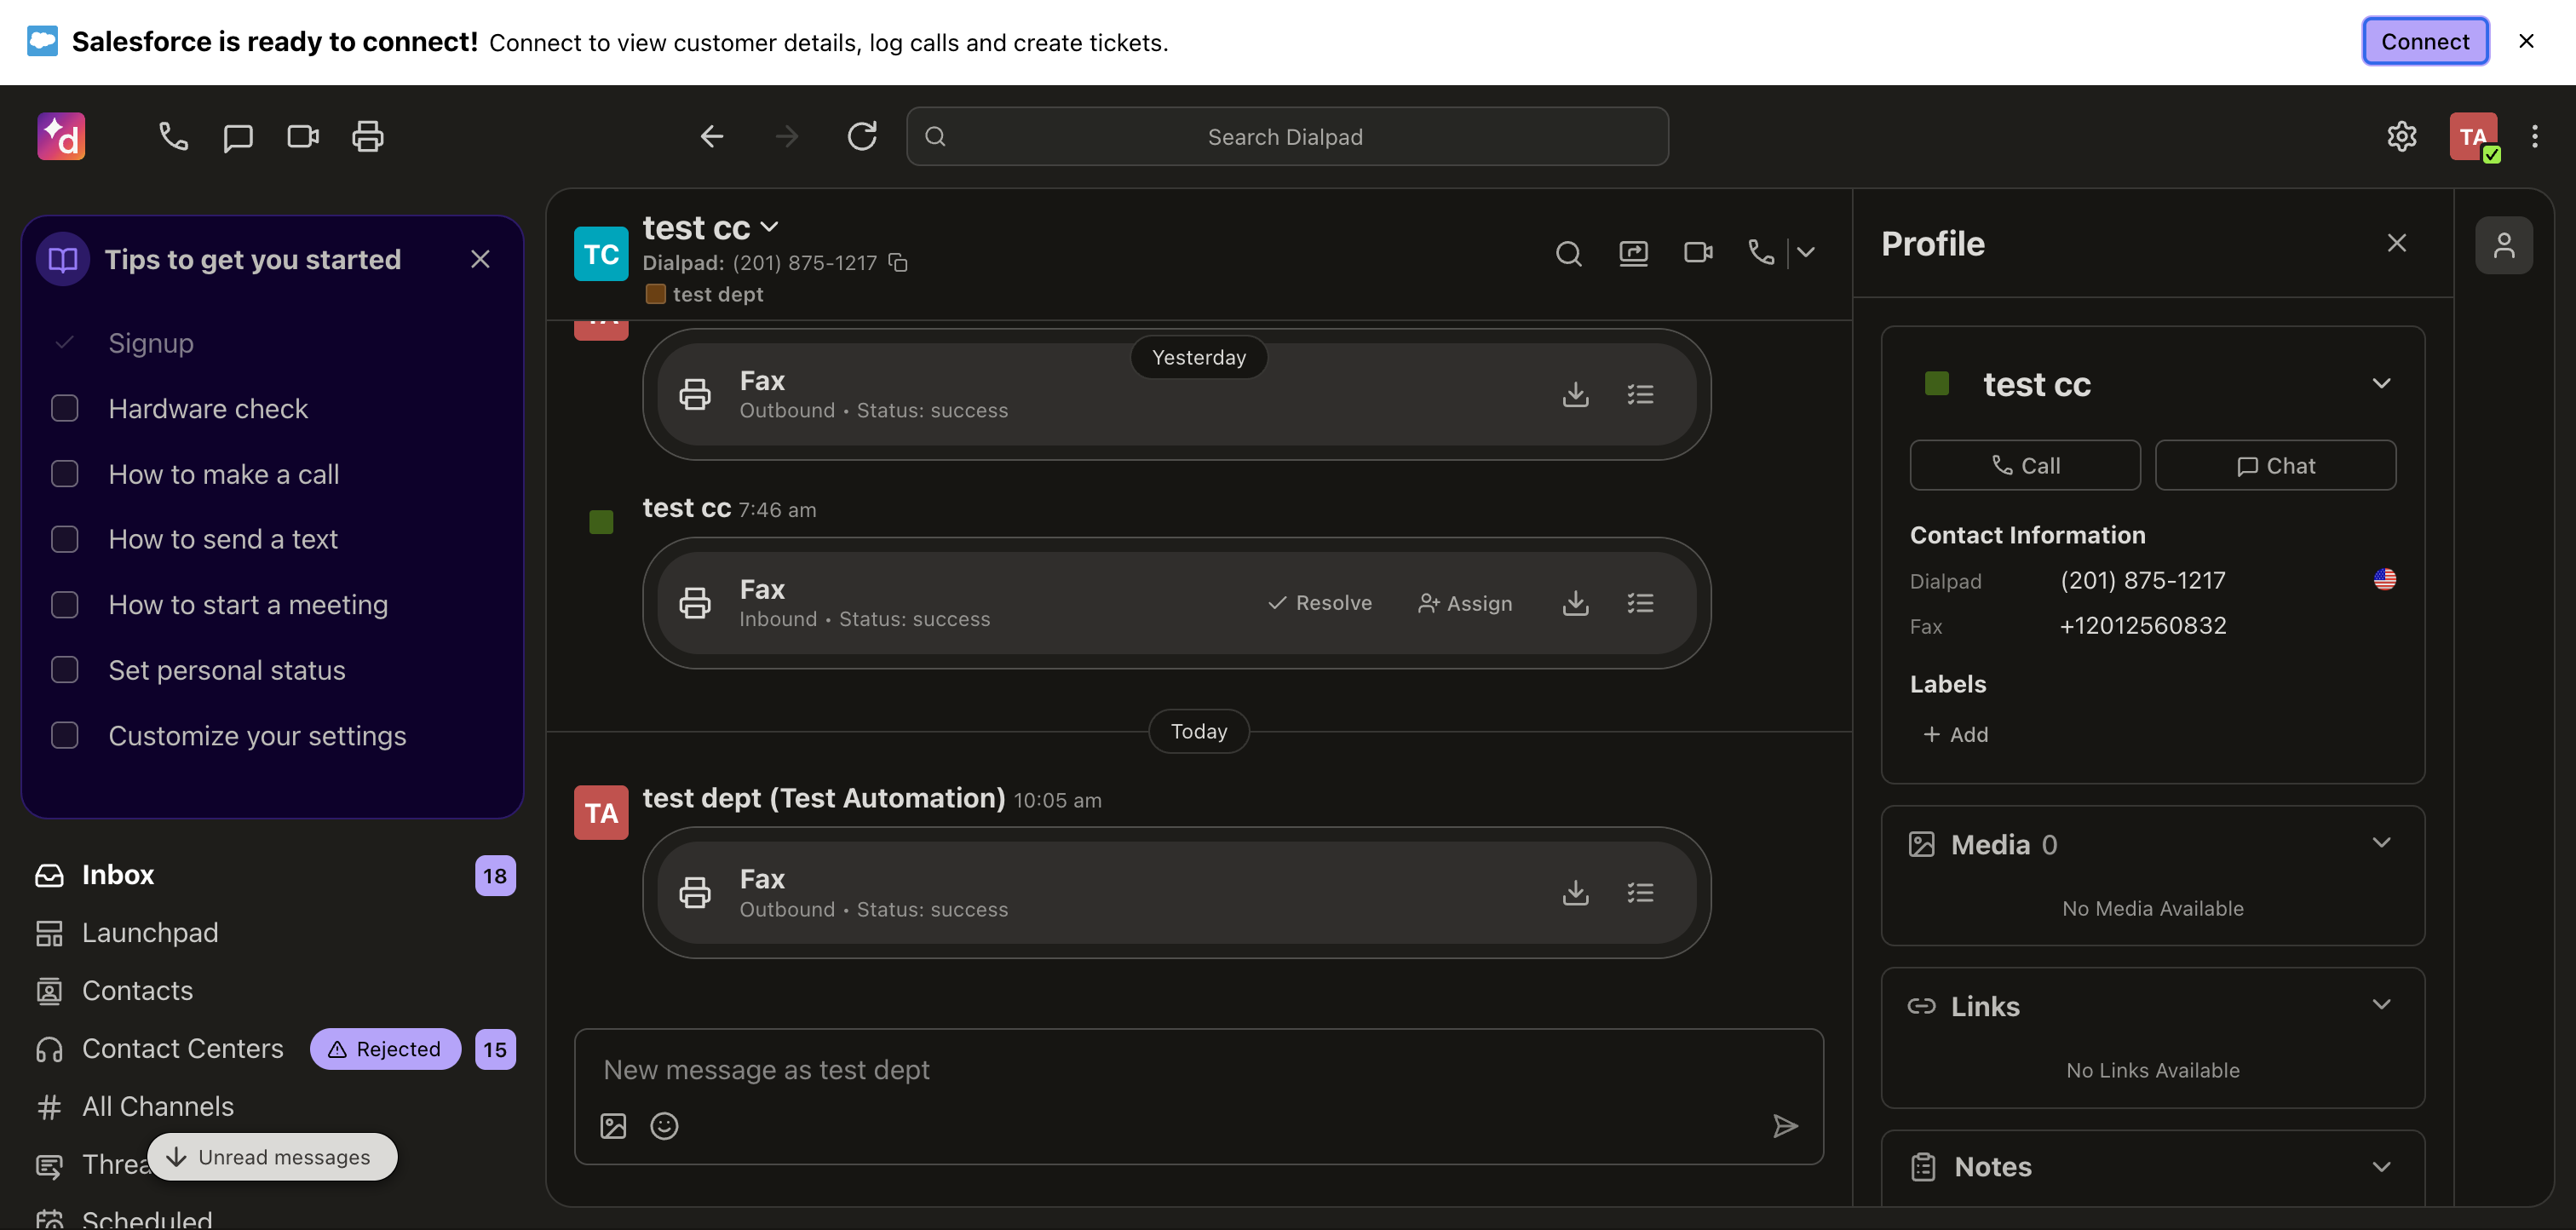 Salesforce is ready to connect! Connect to view customer details, log calls and create tickets.
Connect
d
Search Dialpad
TA
Tips to get you started
Signup
Hardware check
How to make a call
How to send a text
How to start a meeting
Set personal status
Customize your settings
Inbox 18
Launchpad
Contacts
Contact Centers Rejected 15
All Channels
Threa
Unread messages
Scheduled
TC
test cc
Dialpad: (201) 875-1217
test dept
Yesterday
Fax
Outbound • Status: success
test cc 7:46 am
Fax
Inbound • Status: success
Resolve
Assign
Today
TA
test dept (Test Automation) 10:05 am
Fax
Outbound • Status: success
New message as test dept
Profile
test cc
Call
Chat
Contact Information
Dialpad (201) 875-1217
Fax +12012560832
Labels
+ Add
Media 0
No Media Available
Links
No Links Available
Notes